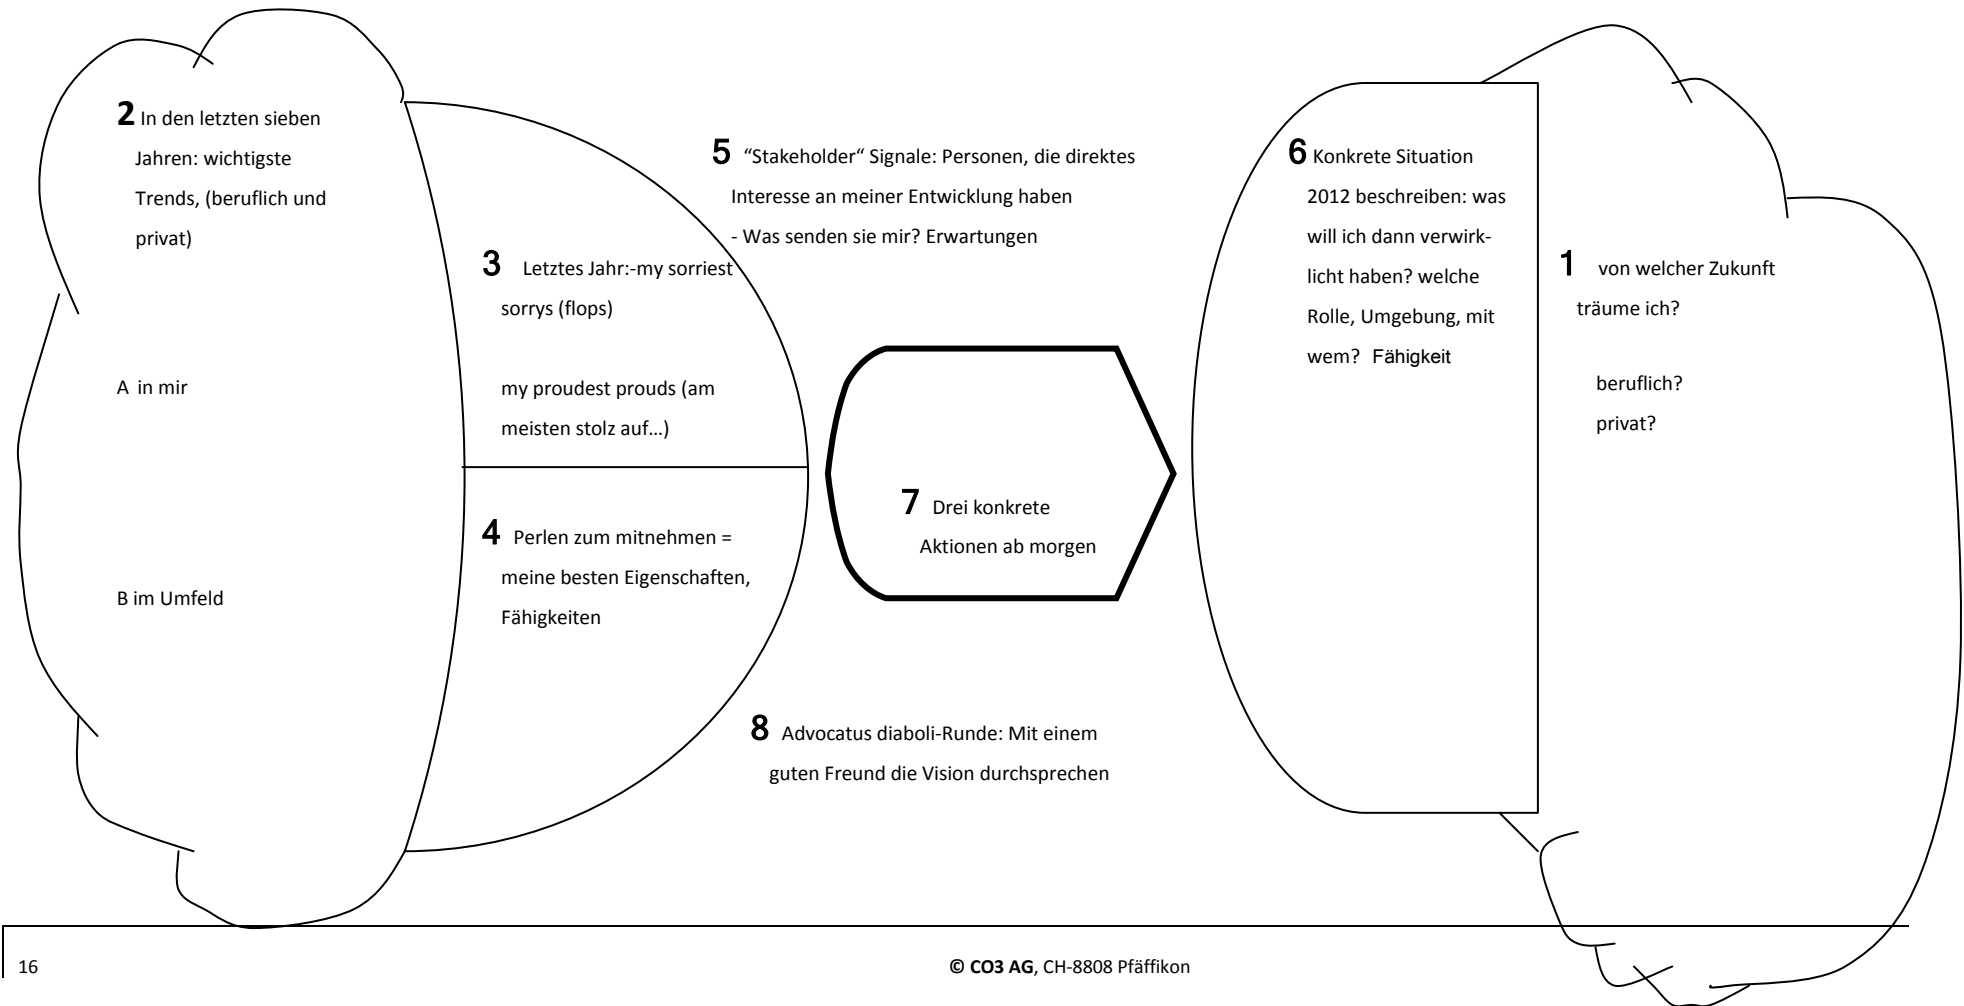 2 In den letzten sieben
Jahren: wichtigste
Trends, (beruflich und
privat)
A in mir
B im Umfeld
3 Letztes Jahr:-my sorriest
sorrys (flops)
my proudest prouds (am
meisten stolz auf…)
4 Perlen zum mitnehmen =
meine besten Eigenschaften,
Fähigkeiten
5 “Stakeholder“ Signale: Personen, die direktes
Interesse an meiner Entwicklung haben
- Was senden sie mir? Erwartungen
7 Drei konkrete
Aktionen ab morgen
8 Advocatus diaboli-Runde: Mit einem
guten Freund die Vision durchsprechen
6 Konkrete Situation
2012 beschreiben: was
will ich dann verwirk-
licht haben? welche
Rolle, Umgebung, mit
wem? Fähigkeit
1 von welcher Zukunft
träume ich?
beruflich?
privat?
16
© CO3 AG, CH-8808 Pfäffikon